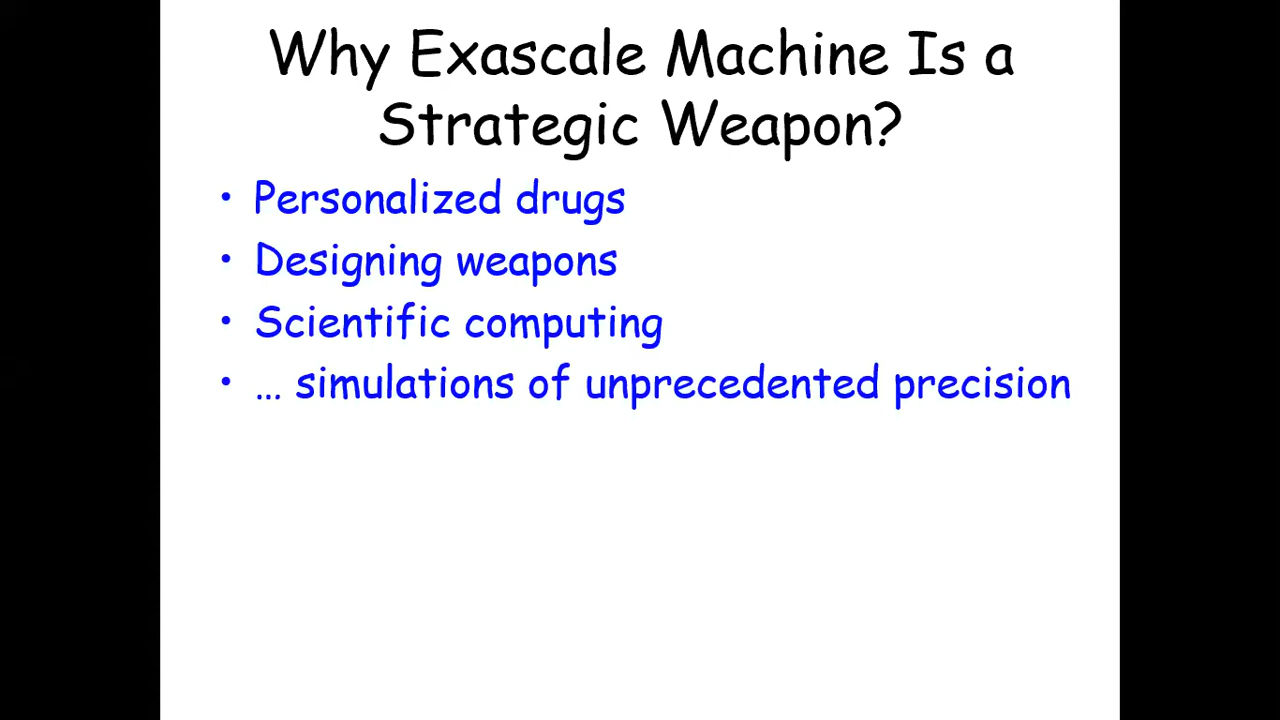 Why Exascale Machine Is a
Strategic Weapon?
• Personalized drugs
• Designing weapons
• Scientific computing
• … simulations of unprecedented precision